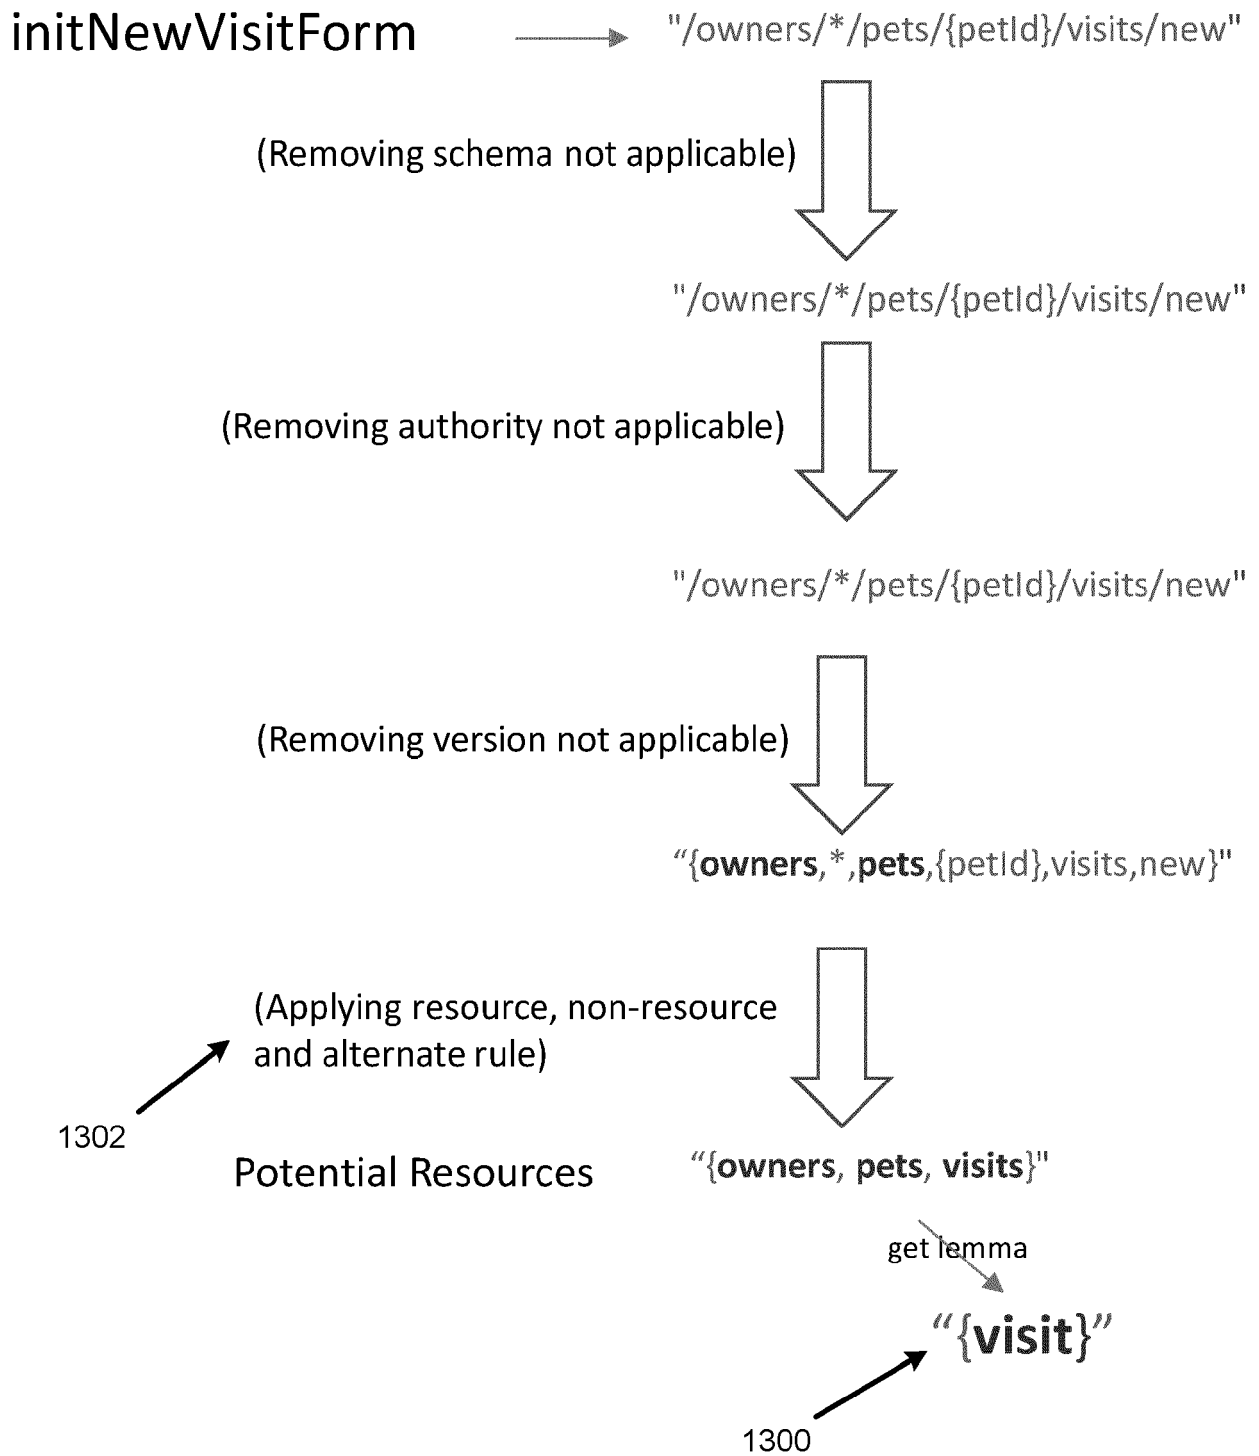 initNewVisitForm
"/owners/*/pets/{petId}/visits/new"
(Removing schema not applicable)
"/owners/*/pets/{petId}/visits/new"
(Removing authority not applicable)
"/owners/*/pets/{petId}/visits/new"
(Removing version not applicable)
“{owners,*,pets,{petId},visits,new}"
(Applying resource, non-resource
and alternate rule)
1302
Potential Resources
“{owners, pets, visits}"
get lemma
“{visit}”
1300